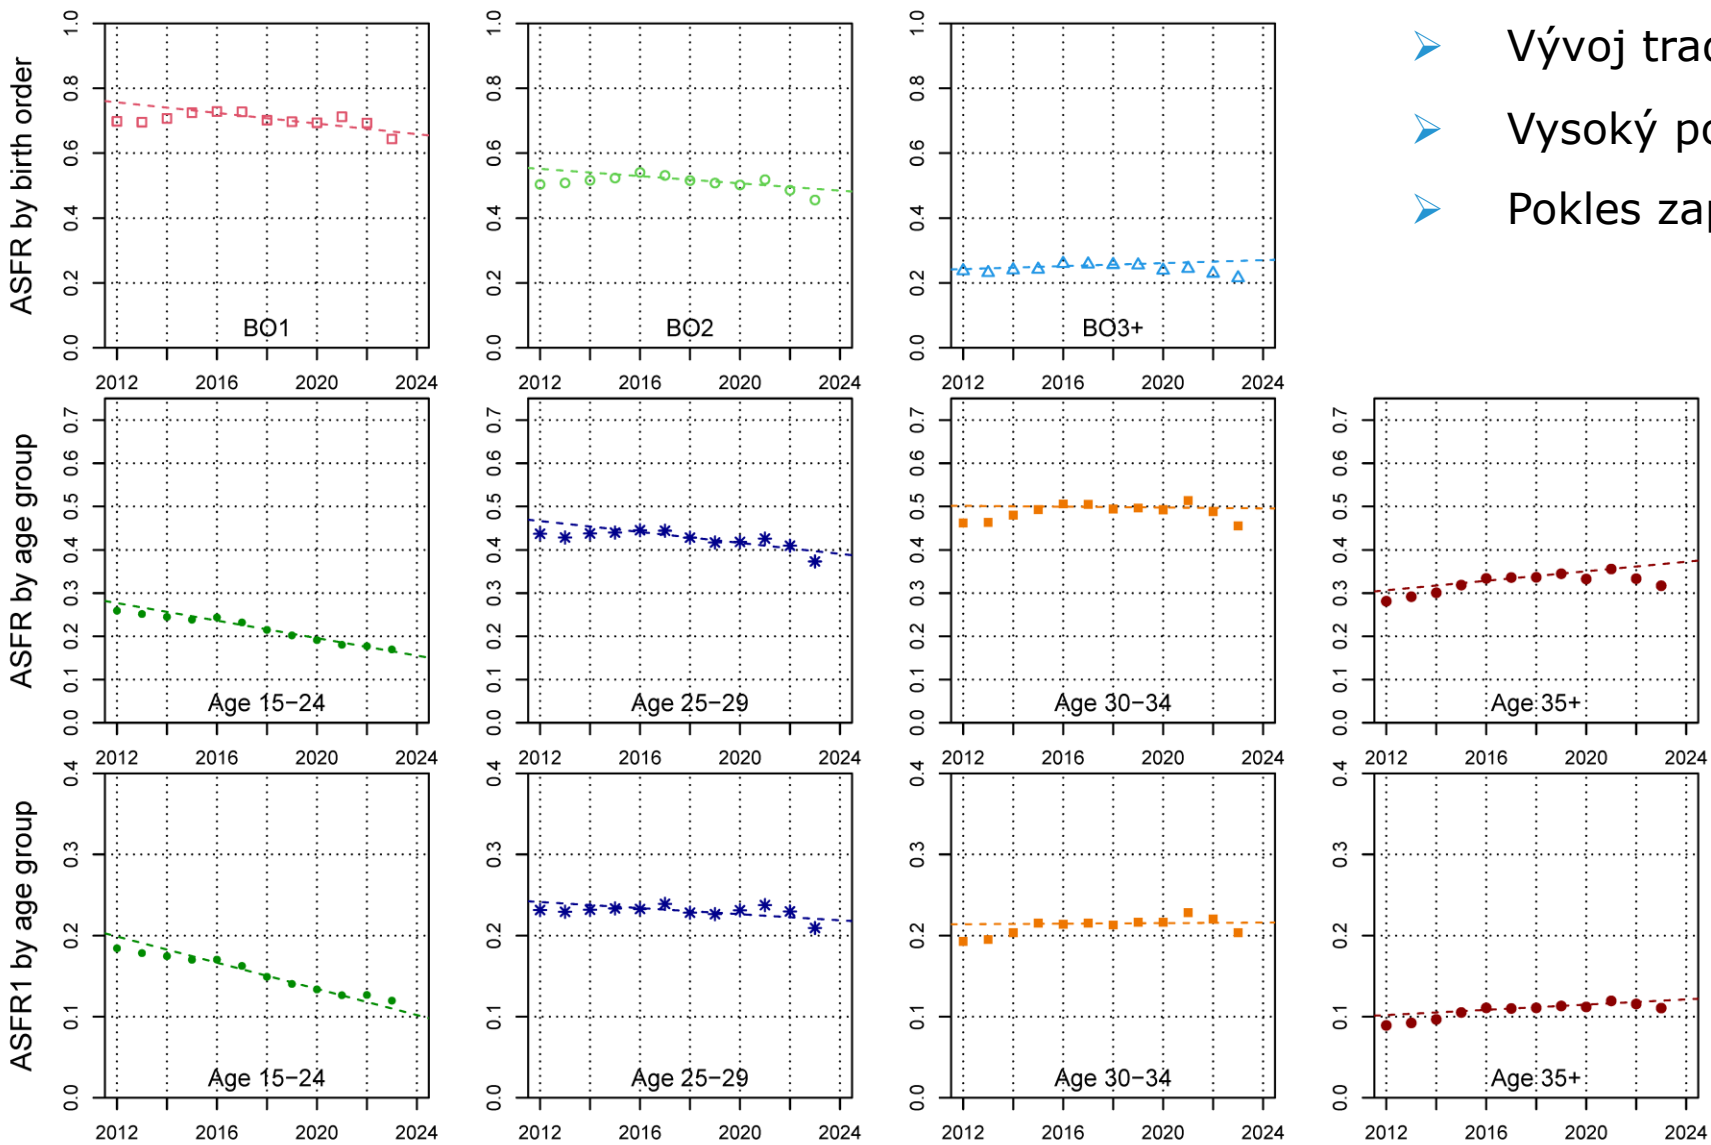 ASFR by birth order
0.0 0.2 0.4 0.6 0.8 1.0
BO1
2012 2016 2020 2024
0.0 0.2 0.4 0.6 0.8 1.0
BO2
2012 2016 2020 2024
0.0 0.2 0.4 0.6 0.8 1.0
BO3+
2012 2016 2020 2024
Vývoj
Vysoký
Pokles
ASFR by age group
0.0 0.1 0.2 0.3 0.4 0.5 0.6 0.7
Age 15−24
2012 2016 2020 2024
0.0 0.1 0.2 0.3 0.4 0.5 0.6 0.7
Age 25−29
2012 2016 2020 2024
0.0 0.1 0.2 0.3 0.4 0.5 0.6 0.7
Age 30−34
2012 2016 2020 2024
0.0 0.1 0.2 0.3 0.4 0.5 0.6 0.7
Age 35+
2012 2016 2020 2024
ASFR1 by age group
0.0 0.1 0.2 0.3 0.4
Age 15−24
2012 2016 2020 2024
0.0 0.1 0.2 0.3 0.4
Age 25−29
2012 2016 2020 2024
0.0 0.1 0.2 0.3 0.4
Age 30−34
2012 2016 2020 2024
0.0 0.1 0.2 0.3 0.4
Age 35+
2012 2016 2020 2024